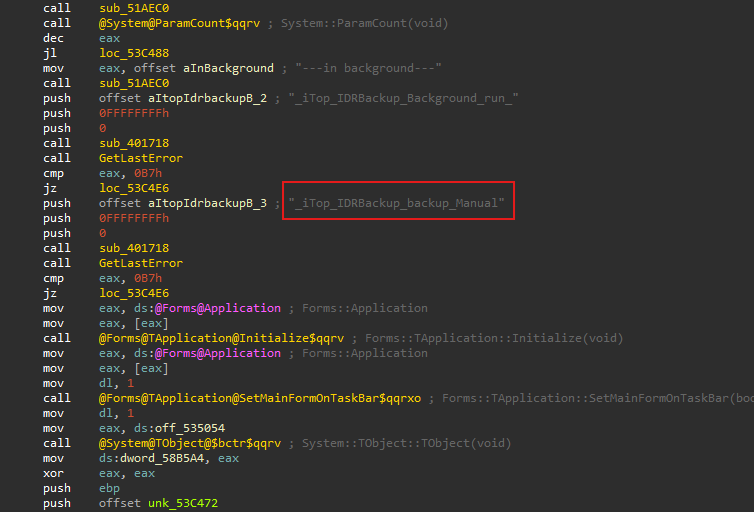 call sub_51AEC0
call @System@ParamCount$qqrv ; System::ParamCount(void)
dec eax
jl loc_53C488
mov eax, offset aInBackground ; "---in background---"
call sub_51AEC0
push offset aItopIdrbackupB_2 ; "_iTop_IDRBackup_Background_run_"
push 0FFFFFFFFh
push 0
call sub_401718
call GetLastError
cmp eax, 0B7h
jz loc_53C4E6
push offset aItopIdrbackupB_3 ; "_iTop_IDRBackup_backup_Manual"
push 0FFFFFFFFh
push 0
call sub_401718
call GetLastError
cmp eax, 0B7h
jz loc_53C4E6
mov eax, ds:@Forms@Application ; Forms::Application
mov eax, [eax]
call @Forms@TApplication@Initialize$qqrv ; Forms::TApplication::Initialize(void)
mov eax, ds:@Forms@Application ; Forms::Application
mov eax, [eax]
mov dl, 1
call @Forms@TApplication@SetMainFormOnTaskBar$qqrxo ; Forms::TApplication::SetMainFormOnTaskBar(boo
mov dl, 1
mov eax, ds:off_535054
call @System@TObject@$bctr$qqrv ; System::TObject::TObject(void)
mov ds:dword_58B5A4, eax
xor eax, eax
push ebp
push offset unk_53C472